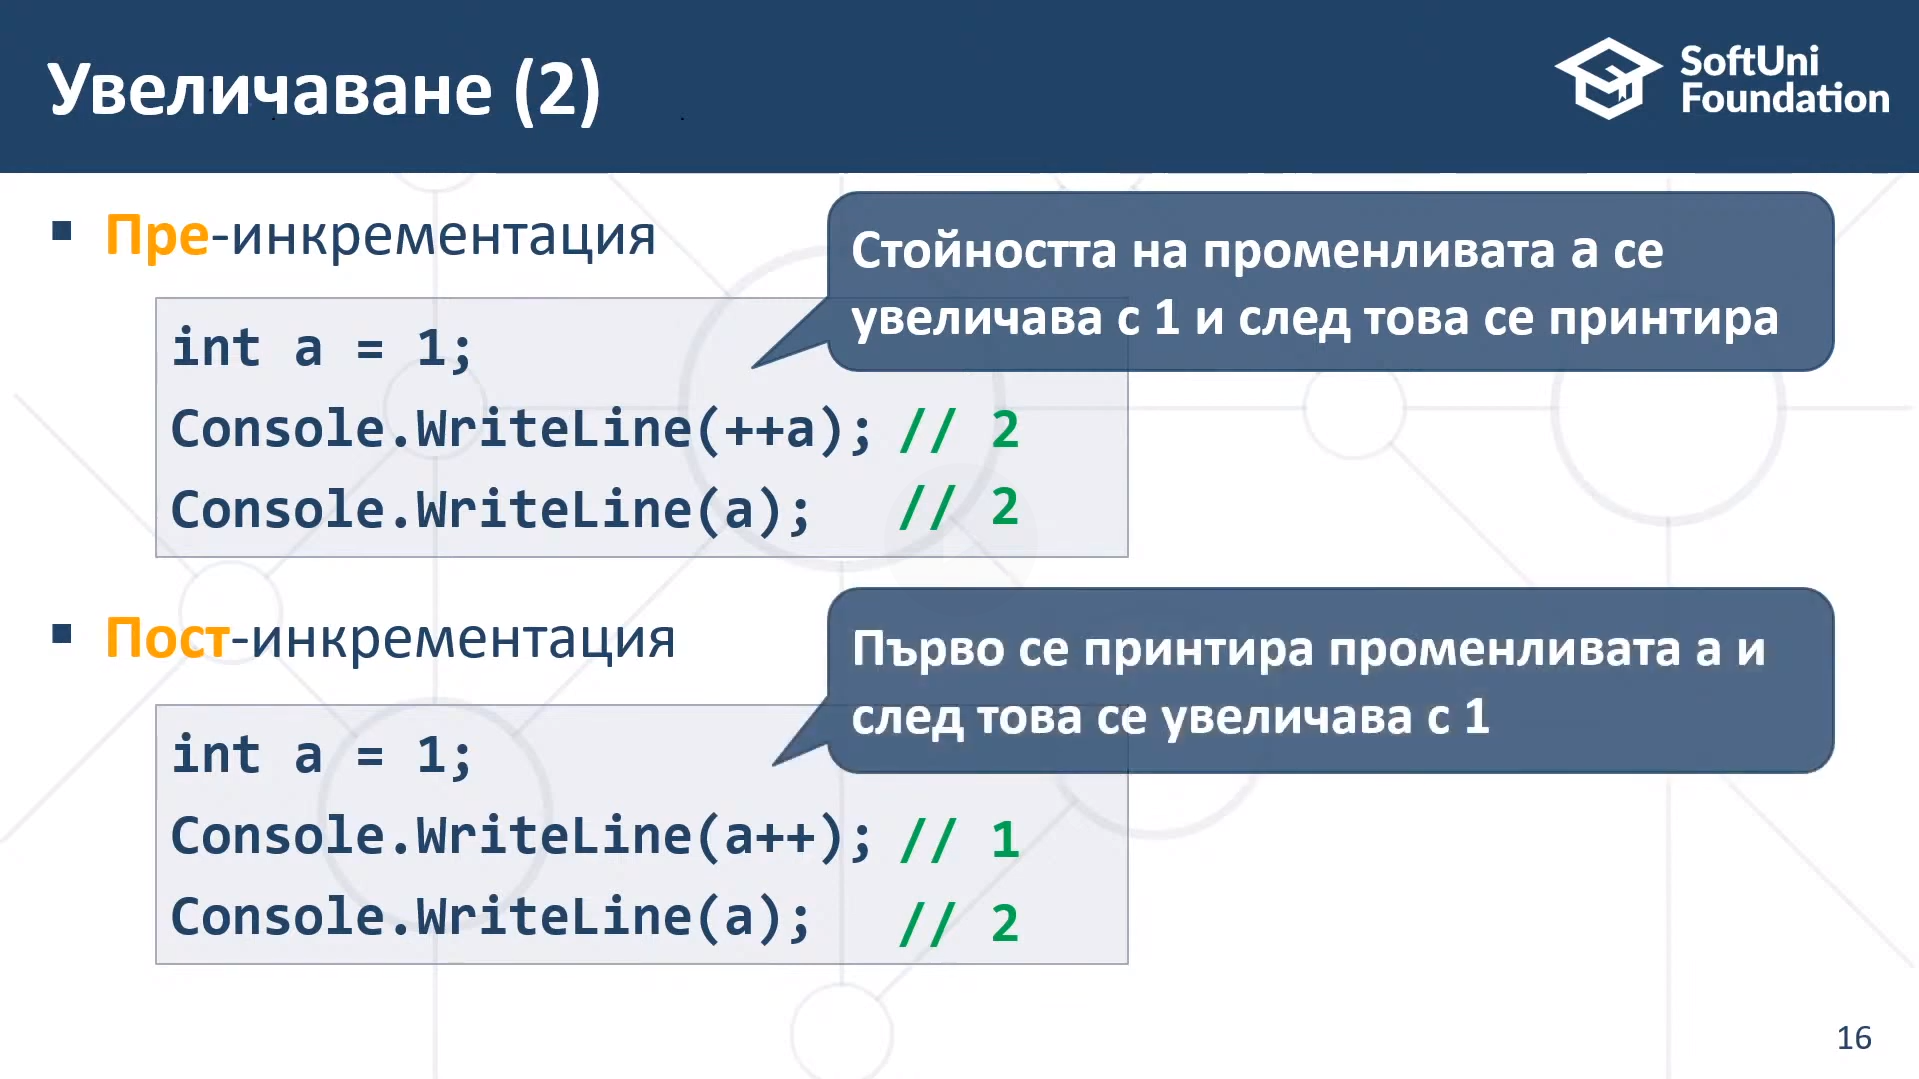 Увеличаване (2)
SoftUni
Foundation
▪ Пре-инкрементация
Стойността на променливата а се
увеличава с 1 и след това се принтира
int a = 1;
Console.WriteLine(++a); // 2
Console.WriteLine(a); // 2
▪ Пост-инкрементация
Първо се принтира променливата а и
след това се увеличава с 1
int a = 1;
Console.WriteLine(a++); // 1
Console.WriteLine(a); // 2
16